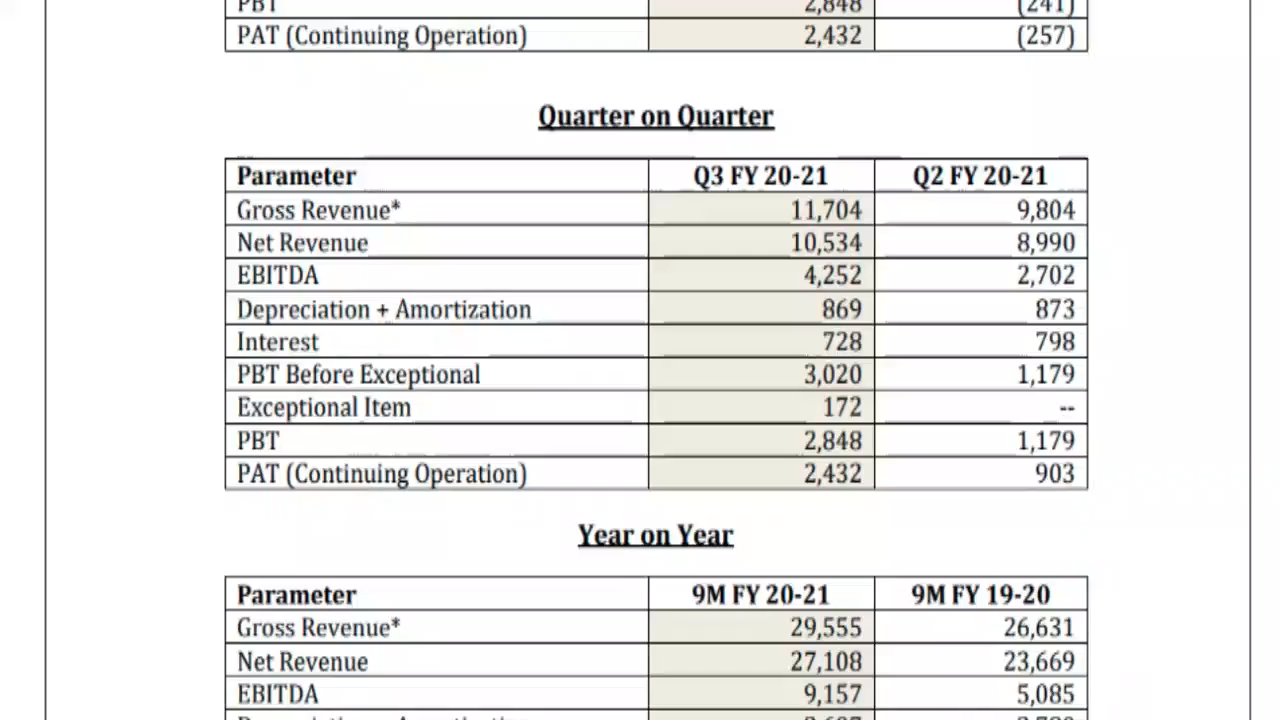 PBT 2,848 (241)
PAT (Continuing Operation) 2,432 (257)
Quarter on Quarter
Parameter Q3 FY 20-21 Q2 FY 20-21
Gross Revenue* 11,704 9,804
Net Revenue 10,534 8,990
EBITDA 4,252 2,702
Depreciation + Amortization 869 873
Interest 728 798
PBT Before Exceptional 3,020 1,179
Exceptional Item 172 --
PBT 2,848 1,179
PAT (Continuing Operation) 2,432 903
Year on Year
Parameter 9M FY 20-21 9M FY 19-20
Gross Revenue* 29,555 26,631
Net Revenue 27,108 23,669
EBITDA 9,157 5,085